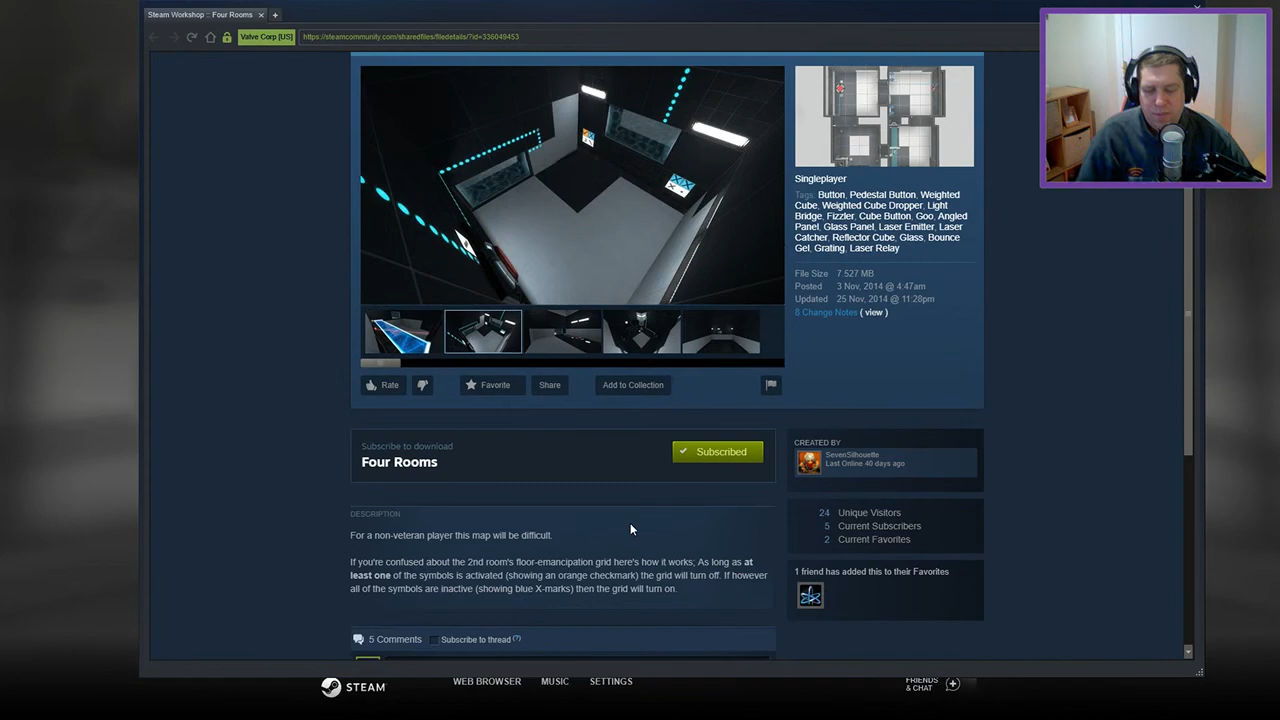 Steam Workshop :: Four Rooms
Valve Corp [US]
https://steamcommunity.com/sharedfiles/filedetails/?id=336049453
Singleplayer
Tags: Button, Pedestal Button, Weighted
Cube, Weighted Cube Dropper, Light
Bridge, Fizzler, Cube Button, Goo, Angled
Panel, Glass Panel, Laser Emitter, Laser
Catcher, Reflector Cube, Glass, Bounce
Gel, Grating, Laser Relay
File Size 7.527 MB
Posted 3 Nov, 2014 @ 4:47am
Updated 25 Nov, 2014 @ 11:28pm
8 Change Notes ( view )
Rate
Favorite
Share
Add to Collection
Subscribe to download
Four Rooms
Subscribed
CREATED BY
SevenSilhouette
Last Online 40 days ago
DESCRIPTION
For a non-veteran player this map will be difficult.
If you're confused about the 2nd room's floor-emancipation grid here's how it works; As long as at
least one of the symbols is activated (showing an orange checkmark) the grid will turn off. If however
all of the symbols are inactive (showing blue X-marks) then the grid will turn on.
24 Unique Visitors
5 Current Subscribers
2 Current Favorites
1 friend has added this to their Favorites
5 Comments
Subscribe to thread (?)
STEAM
WEB BROWSER
MUSIC
SETTINGS
FRIENDS
& CHAT